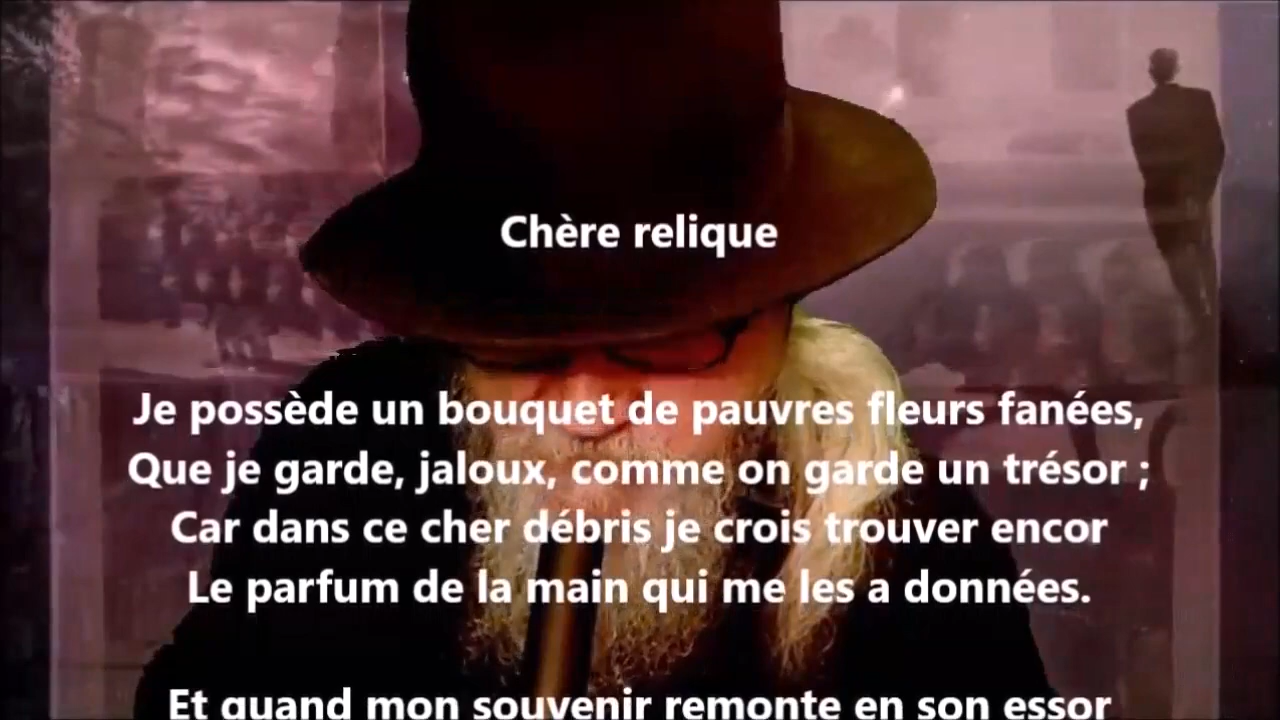 Chère relique
Je possède un bouquet de pauvres fleurs fanées,
Que je garde, jaloux, comme on garde un trésor ;
Car dans ce cher débris je crois trouver encor
Le parfum de la main qui me les a données.
Et quand mon souvenir remonte en son essor